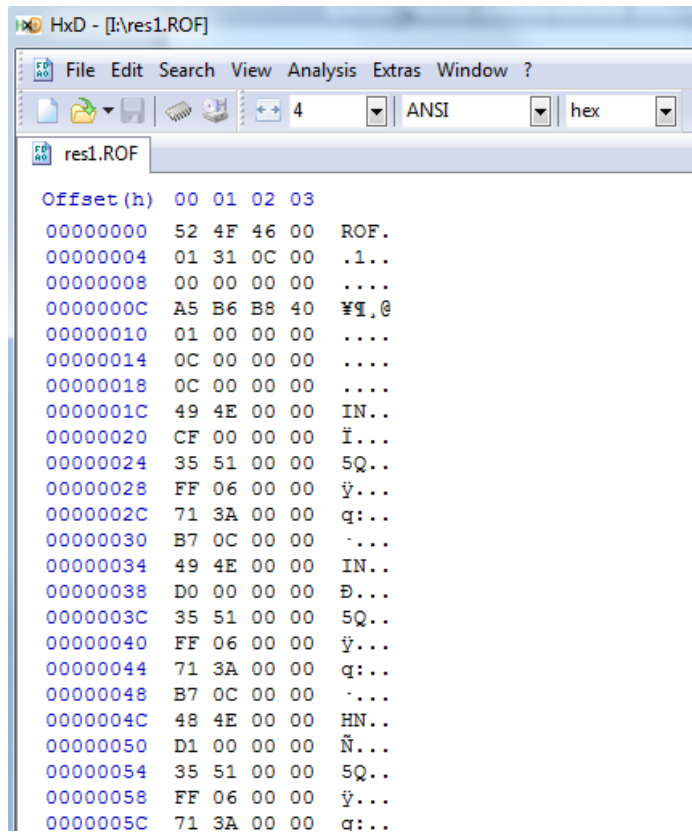 HxD - [I:\res1.ROF]
File Edit Search View Analysis Extras Window ?
4 ANSI hex
res1.ROF
Offset(h) 00 01 02 03
00000000 52 4F 46 00 ROF.
00000004 01 31 0C 00 .1..
00000008 00 00 00 00 ....
0000000C A5 B6 B8 40 ¥¶¸@
00000010 01 00 00 00 ....
00000014 0C 00 00 00 ....
00000018 0C 00 00 00 ....
0000001C 49 4E 00 00 IN..
00000020 CF 00 00 00 Ï...
00000024 35 51 00 00 5Q..
00000028 FF 06 00 00 ÿ...
0000002C 71 3A 00 00 q:..
00000030 B7 0C 00 00 ·...
00000034 49 4E 00 00 IN..
00000038 D0 00 00 00 Ð...
0000003C 35 51 00 00 5Q..
00000040 FF 06 00 00 ÿ...
00000044 71 3A 00 00 q:..
00000048 B7 0C 00 00 ·...
0000004C 48 4E 00 00 HN..
00000050 D1 00 00 00 Ñ...
00000054 35 51 00 00 5Q..
00000058 FF 06 00 00 ÿ...
0000005C 71 3A 00 00 q:..